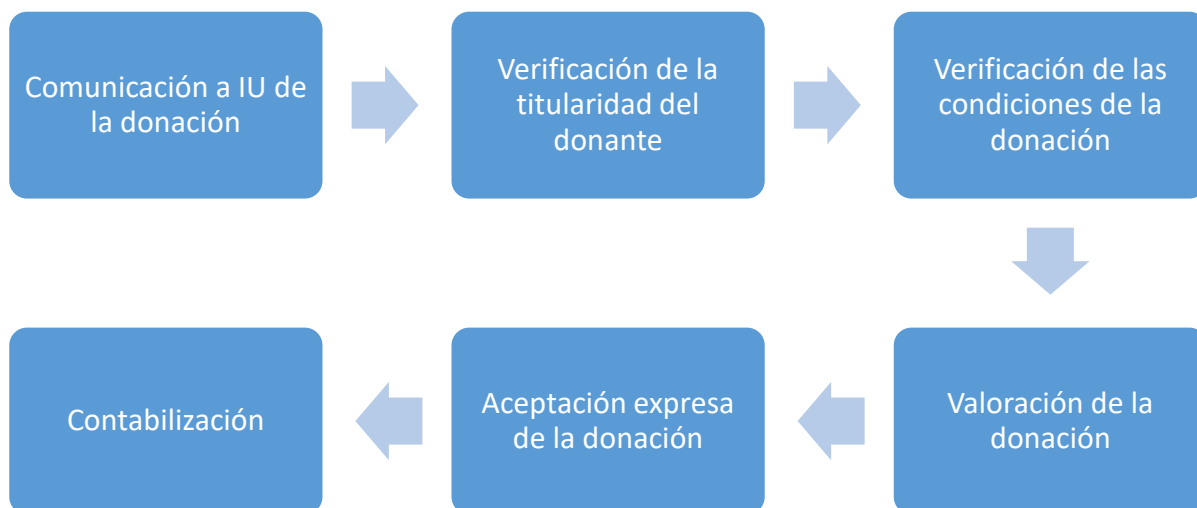 Comunicación a IU de
la donación
Verificación de la
titularidad del
donante
Verificación de las
condiciones de la
donación
Valoración de la
donación
Aceptación expresa
de la donación
Contabilización